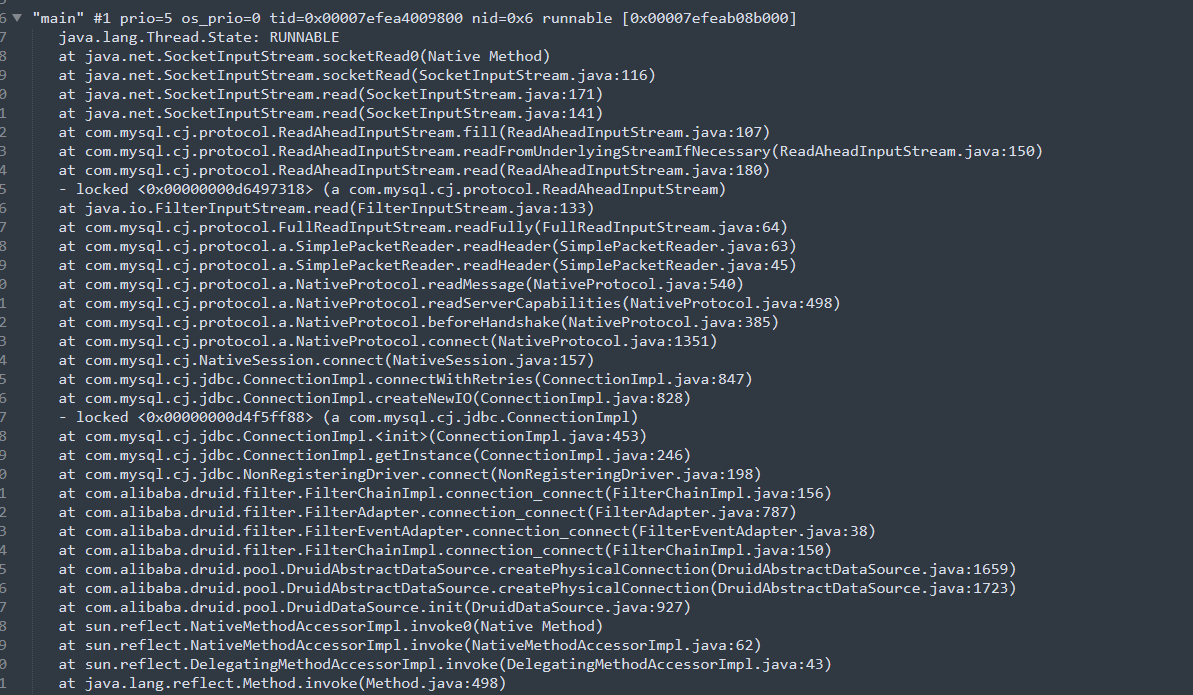 6 "main" #1 prio=5 os_prio=0 tid=0x00007efea4009800 nid=0x6 runnable [0x00007efeab08b000]
7 java.lang.Thread.State: RUNNABLE
8 at java.net.SocketInputStream.socketRead0(Native Method)
9 at java.net.SocketInputStream.socketRead(SocketInputStream.java:116)
0 at java.net.SocketInputStream.read(SocketInputStream.java:171)
1 at java.net.SocketInputStream.read(SocketInputStream.java:141)
2 at com.mysql.cj.protocol.ReadAheadInputStream.fill(ReadAheadInputStream.java:107)
3 at com.mysql.cj.protocol.ReadAheadInputStream.readFromUnderlyingStreamIfNecessary(ReadAheadInputStream.java:150)
4 at com.mysql.cj.protocol.ReadAheadInputStream.read(ReadAheadInputStream.java:180)
5 - locked <0x00000000d6497318> (a com.mysql.cj.protocol.ReadAheadInputStream)
6 at java.io.FilterInputStream.read(FilterInputStream.java:133)
7 at com.mysql.cj.protocol.FullReadInputStream.readFully(FullReadInputStream.java:64)
8 at com.mysql.cj.protocol.a.SimplePacketReader.readHeader(SimplePacketReader.java:63)
9 at com.mysql.cj.protocol.a.SimplePacketReader.readHeader(SimplePacketReader.java:45)
0 at com.mysql.cj.protocol.a.NativeProtocol.readMessage(NativeProtocol.java:540)
1 at com.mysql.cj.protocol.a.NativeProtocol.readServerCapabilities(NativeProtocol.java:498)
2 at com.mysql.cj.protocol.a.NativeProtocol.beforeHandshake(NativeProtocol.java:385)
3 at com.mysql.cj.protocol.a.NativeProtocol.connect(NativeProtocol.java:1351)
4 at com.mysql.cj.NativeSession.connect(NativeSession.java:157)
5 at com.mysql.cj.jdbc.ConnectionImpl.connectWithRetries(ConnectionImpl.java:847)
6 at com.mysql.cj.jdbc.ConnectionImpl.createNewIO(ConnectionImpl.java:828)
7 - locked <0x00000000d4f5ff88> (a com.mysql.cj.jdbc.ConnectionImpl)
8 at com.mysql.cj.jdbc.ConnectionImpl.<init>(ConnectionImpl.java:453)
9 at com.mysql.cj.jdbc.ConnectionImpl.getInstance(ConnectionImpl.java:246)
0 at com.mysql.cj.jdbc.NonRegisteringDriver.connect(NonRegisteringDriver.java:198)
1 at com.alibaba.druid.filter.FilterChainImpl.connection_connect(FilterChainImpl.java:156)
2 at com.alibaba.druid.filter.FilterAdapter.connection_connect(FilterAdapter.java:787)
3 at com.alibaba.druid.filter.FilterEventAdapter.connection_connect(FilterEventAdapter.java:38)
4 at com.alibaba.druid.filter.FilterChainImpl.connection_connect(FilterChainImpl.java:150)
5 at com.alibaba.druid.pool.DruidAbstractDataSource.createPhysicalConnection(DruidAbstractDataSource.java:1659)
6 at com.alibaba.druid.pool.DruidAbstractDataSource.createPhysicalConnection(DruidAbstractDataSource.java:1723)
7 at com.alibaba.druid.pool.DruidDataSource.init(DruidDataSource.java:927)
8 at sun.reflect.NativeMethodAccessorImpl.invoke0(Native Method)
9 at sun.reflect.NativeMethodAccessorImpl.invoke(NativeMethodAccessorImpl.java:62)
0 at sun.reflect.DelegatingMethodAccessorImpl.invoke(DelegatingMethodAccessorImpl.java:43)
1 at java.lang.reflect.Method.invoke(Method.java:498)